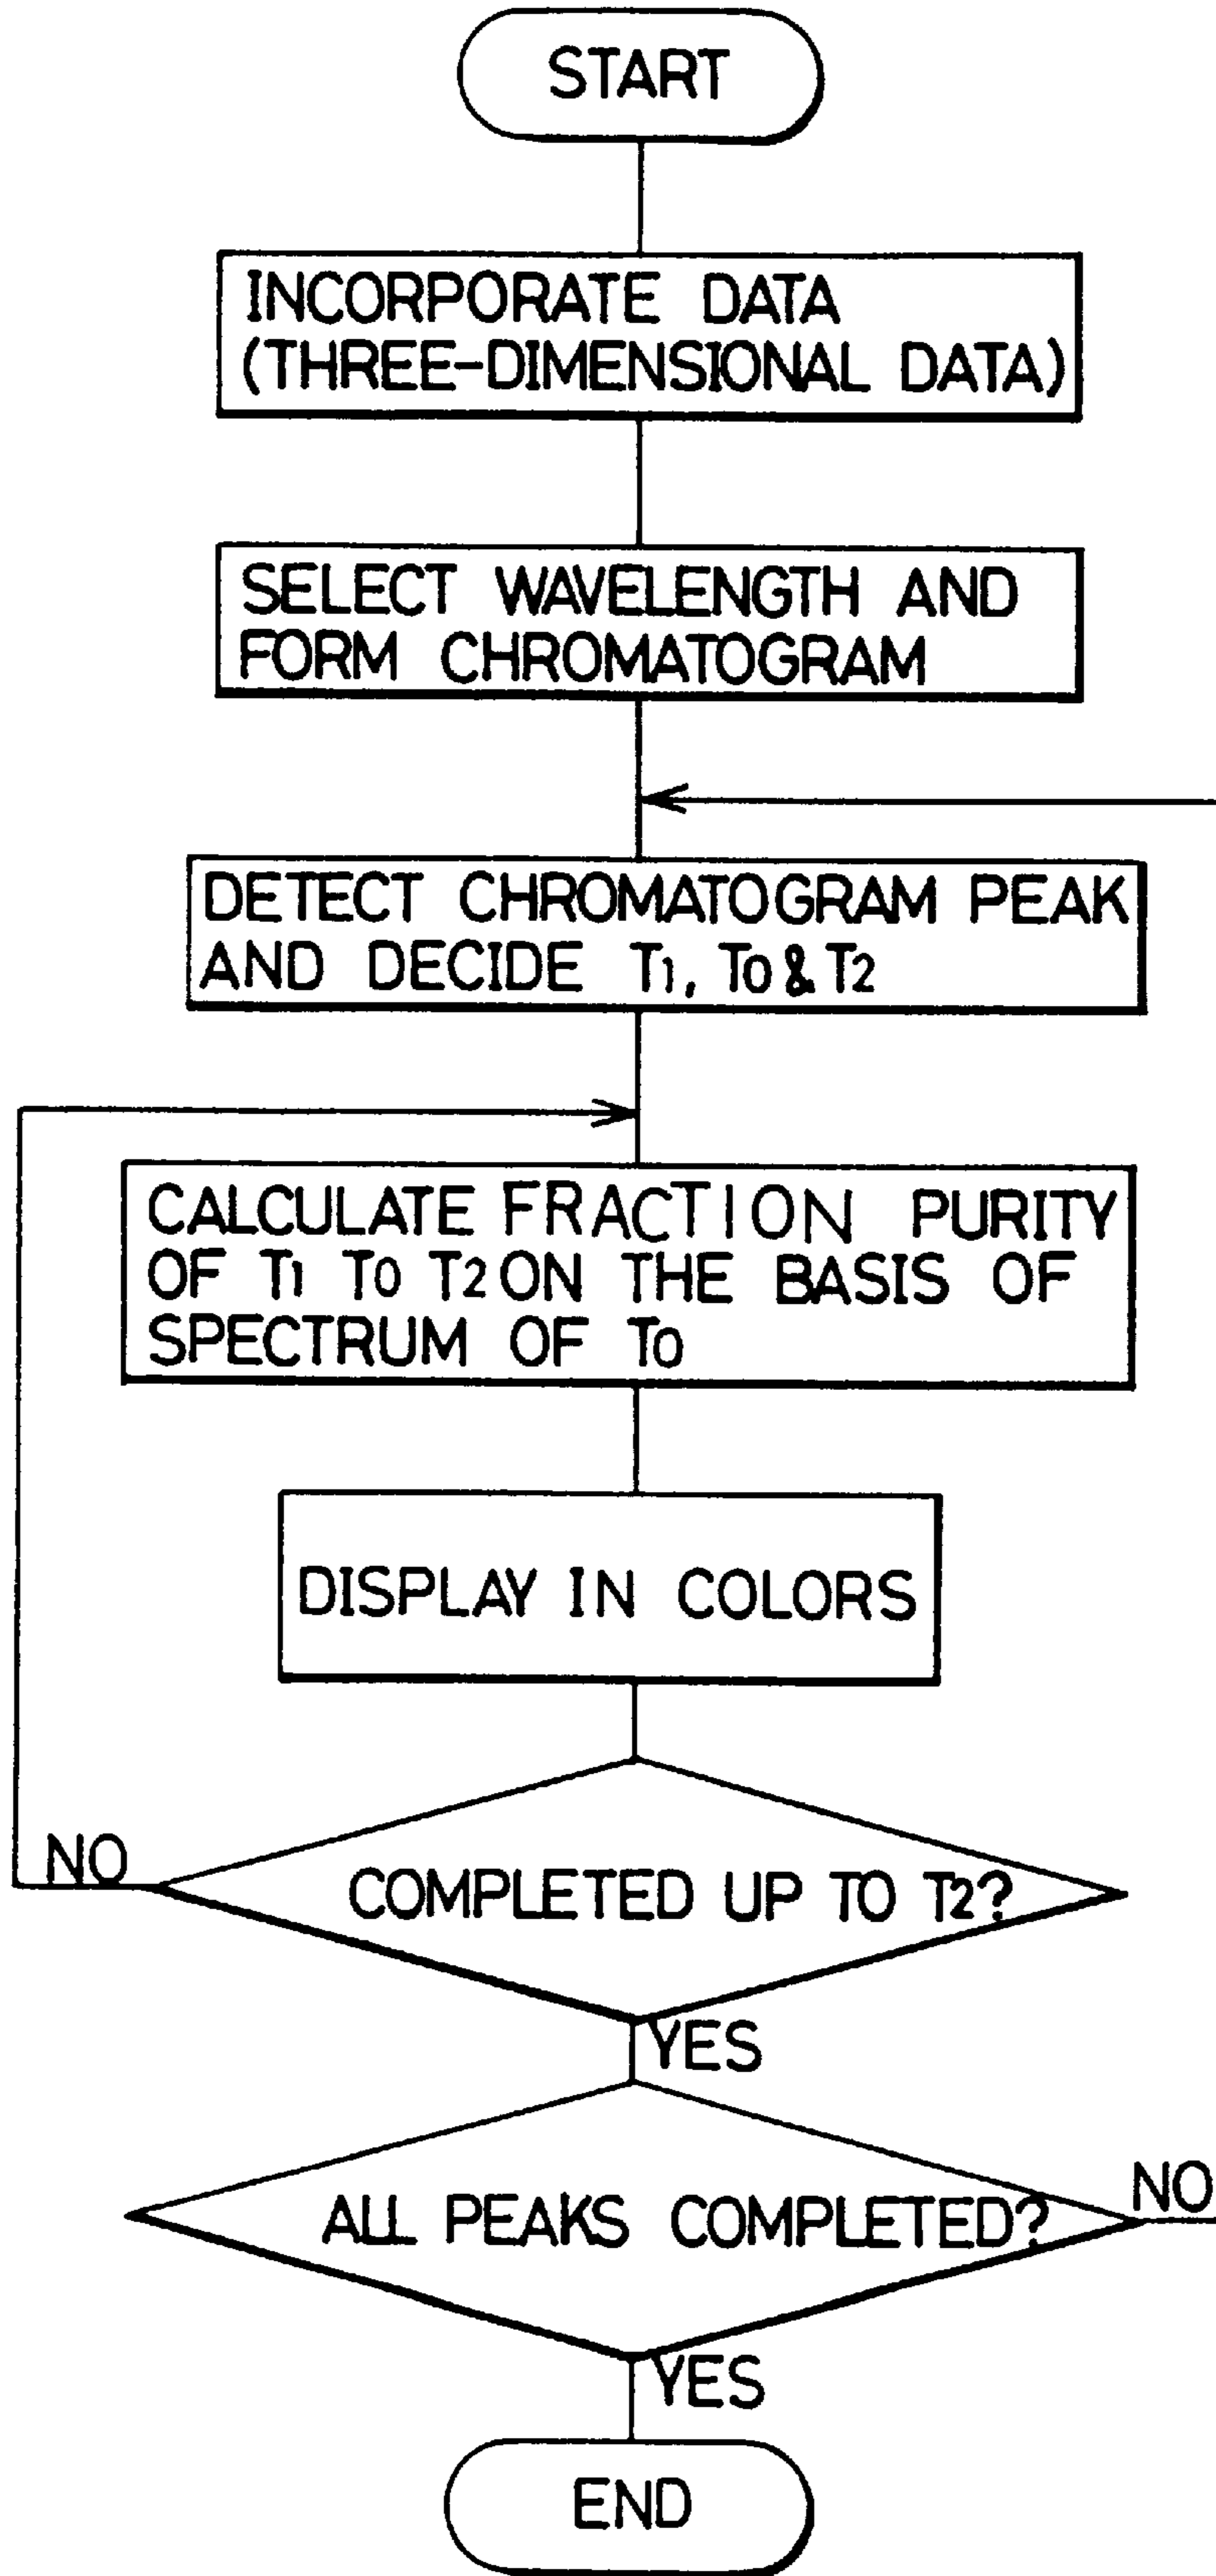 START
INCORPORATE DATA
(THREE-DIMENSIONAL DATA)
SELECT WAVELENGTH AND
FORM CHROMATOGRAM
DETECT CHROMATOGRAM PEAK
AND DECIDE T1, T0 & T2
CALCULATE FRACTION PURITY
OF T1 T0 T2 ON THE BASIS OF
SPECTRUM OF T0
DISPLAY IN COLORS
NO
COMPLETED UP TO T2?
YES
NO
ALL PEAKS COMPLETED?
YES
END